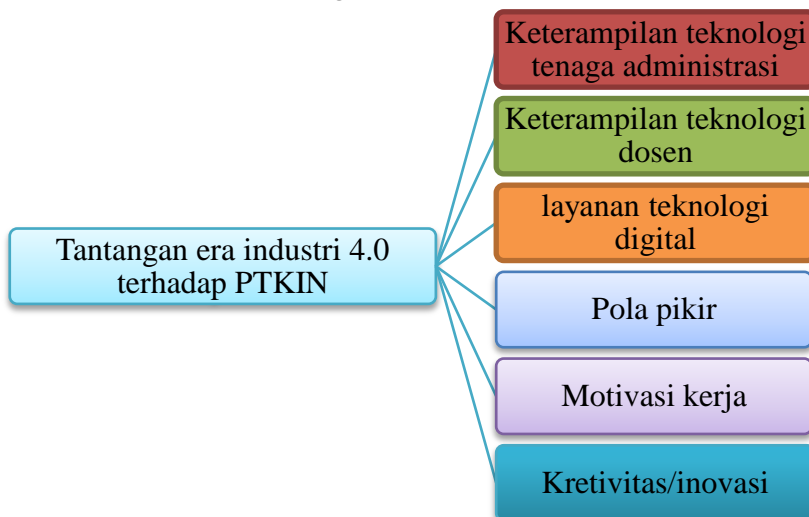 Keterampilan teknologi
tenaga administrasi
Keterampilan teknologi
dosen
layanan teknologi
digital
Tantangan era industri 4.0
terhadap PTKIN
Pola pikir
Motivasi kerja
Kretivitas/inovasi